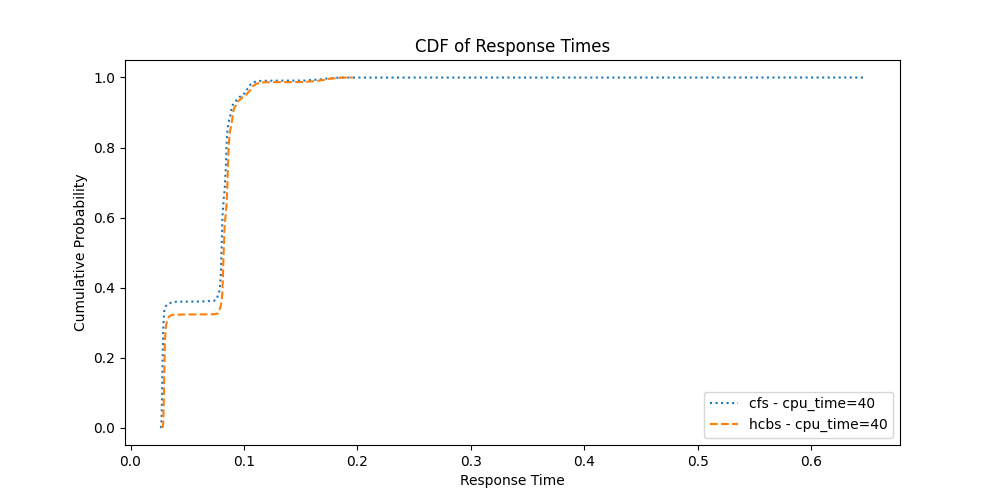 CDF of Response Times
Cumulative Probability
1.0
0.8
0.6
0.4
0.2
0.0
0.0 0.1 0.2 0.3 0.4 0.5 0.6
Response Time
cfs - cpu_time=40
hcbs - cpu_time=40